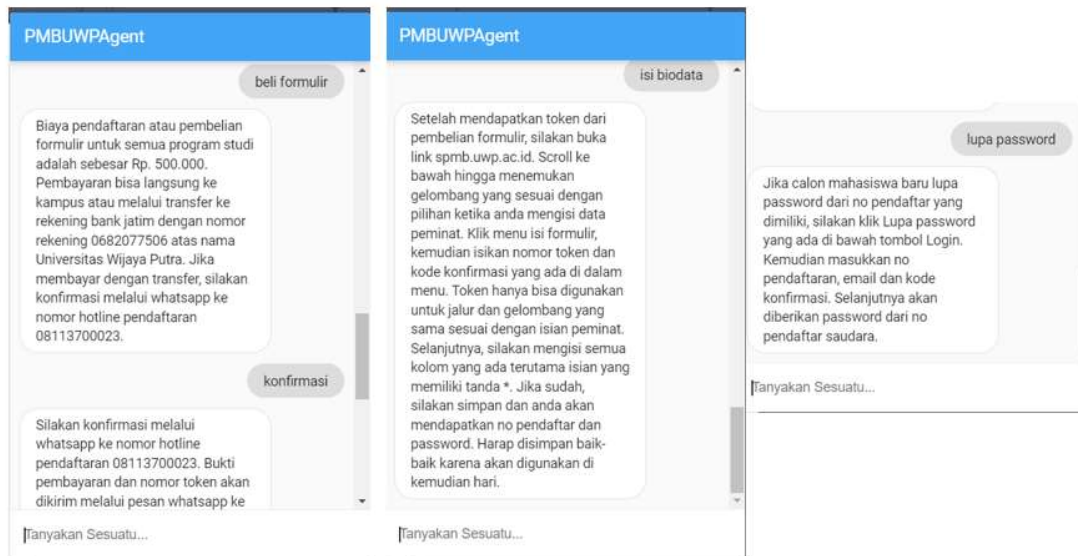 PMBUWPAgent
beli formulir
Biaya pendaftaran atau pembelian
formulir untuk semua program studi
adalah sebesar Rp. 500.000.
Pembayaran bisa langsung ke
kampus atau melalui transfer ke
rekening bank jatim dengan nomor
rekening 0682077506 atas nama
Universitas Wijaya Putra. Jika
membayar dengan transfer, silakan
konfirmasi melalui whatsapp ke
nomor hotline pendaftaran
08113700023.
konfirmasi
Silakan konfirmasi melalui
whatsapp ke nomor hotline
pendaftaran 08113700023. Bukti
pembayaran dan nomor token akan
dikirim melalui pesan whatsapp ke
Tanyakan Sesuatu...
PMBUWPAgent
isi biodata
Setelah mendapatkan token dari
pembelian formulir, silakan buka
link spmb.uwp.ac.id. Scroll ke
bawah hingga menemukan
gelombang yang sesuai dengan
pilihan ketika anda mengisi data
peminat. Klik menu isi formulir,
kemudian isikan nomor token dan
kode konfirmasi yang ada di dalam
menu. Token hanya bisa digunakan
untuk jalur dan gelombang yang
sama sesuai dengan isian peminat.
Selanjutnya, silakan mengisi semua
kolom yang ada terutama isian yang
memiliki tanda *. Jika sudah,
silakan simpan dan anda akan
mendapatkan no pendaftar dan
password. Harap disimpan baik-
baik karena akan digunakan di
kemudian hari.
Tanyakan Sesuatu...
lupa password
Jika calon mahasiswa baru lupa
password dari no pendaftar yang
dimiliki, silakan klik Lupa password
yang ada di bawah tombol Login.
Kemudian masukkan no
pendaftaran, email dan kode
konfirmasi. Selanjutnya akan
diberikan password dari no
pendaftar saudara.
Tanyakan Sesuatu...